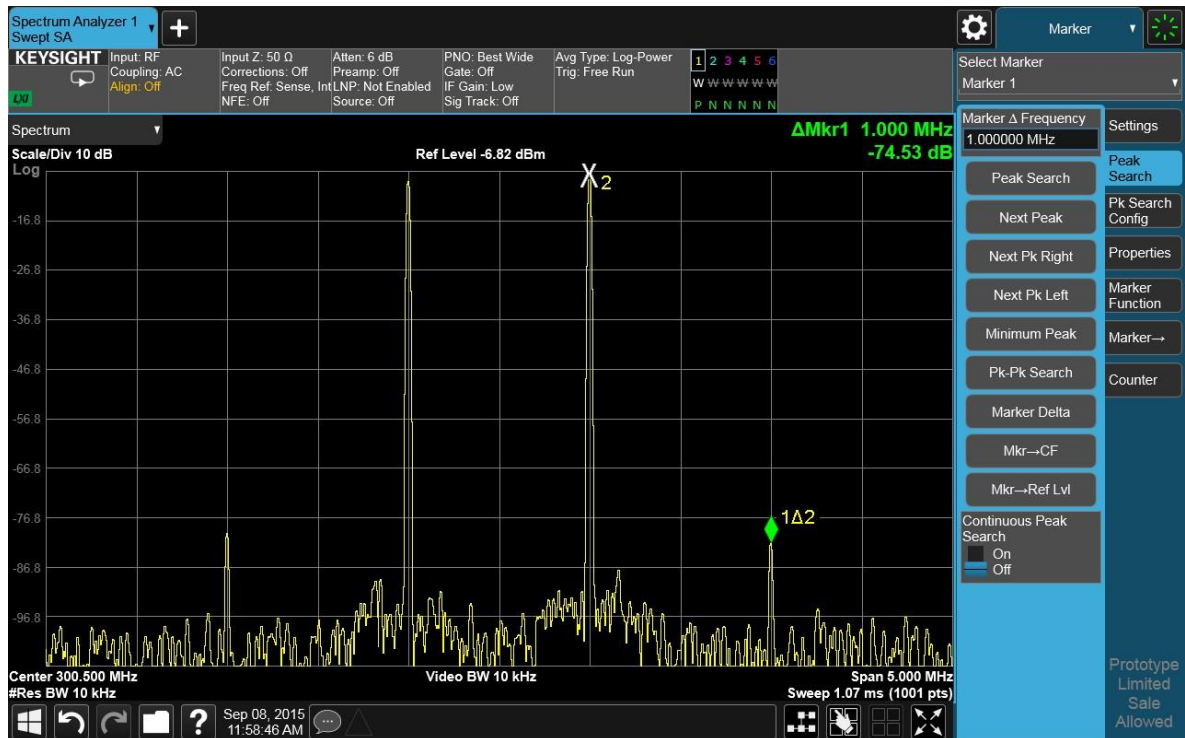 Spectrum Analyzer 1
Swept SA
+
Marker
KEYSIGHT
LXI
Input: RF
Coupling: AC
Align: Off
Input Z: 50 Ω
Corrections: Off
Freq Ref: Sense, Int
NFE: Off
Atten: 6 dB
Preamp: Off
LNP: Not Enabled
Source: Off
PNO: Best Wide
Gate: Off
IF Gain: Low
Sig Track: Off
Avg Type: Log-Power
Trig: Free Run
1 2 3 4 5 6
W W W W W W
P N N N N N
Select Marker
Marker 1
Spectrum
ΔMkr1 1.000 MHz
-74.53 dB
Scale/Div 10 dB
Ref Level -6.82 dBm
Log
-16.8
-26.8
-36.8
-46.8
-56.8
-66.8
-76.8
-86.8
-96.8
X2
1Δ2
Center 300.500 MHz
#Res BW 10 kHz
Video BW 10 kHz
Span 5.000 MHz
Sweep 1.07 ms (1001 pts)
Marker Δ Frequency
1.000000 MHz
Peak Search
Next Peak
Next Pk Right
Next Pk Left
Minimum Peak
Pk-Pk Search
Marker Delta
Mkr→CF
Mkr→Ref Lvl
Continuous Peak
Search
On
Off
Settings
Peak
Search
Pk Search
Config
Properties
Marker
Function
Marker→
Counter
Prototype
Limited
Sale
Allowed
?
Sep 08, 2015
11:58:46 AM